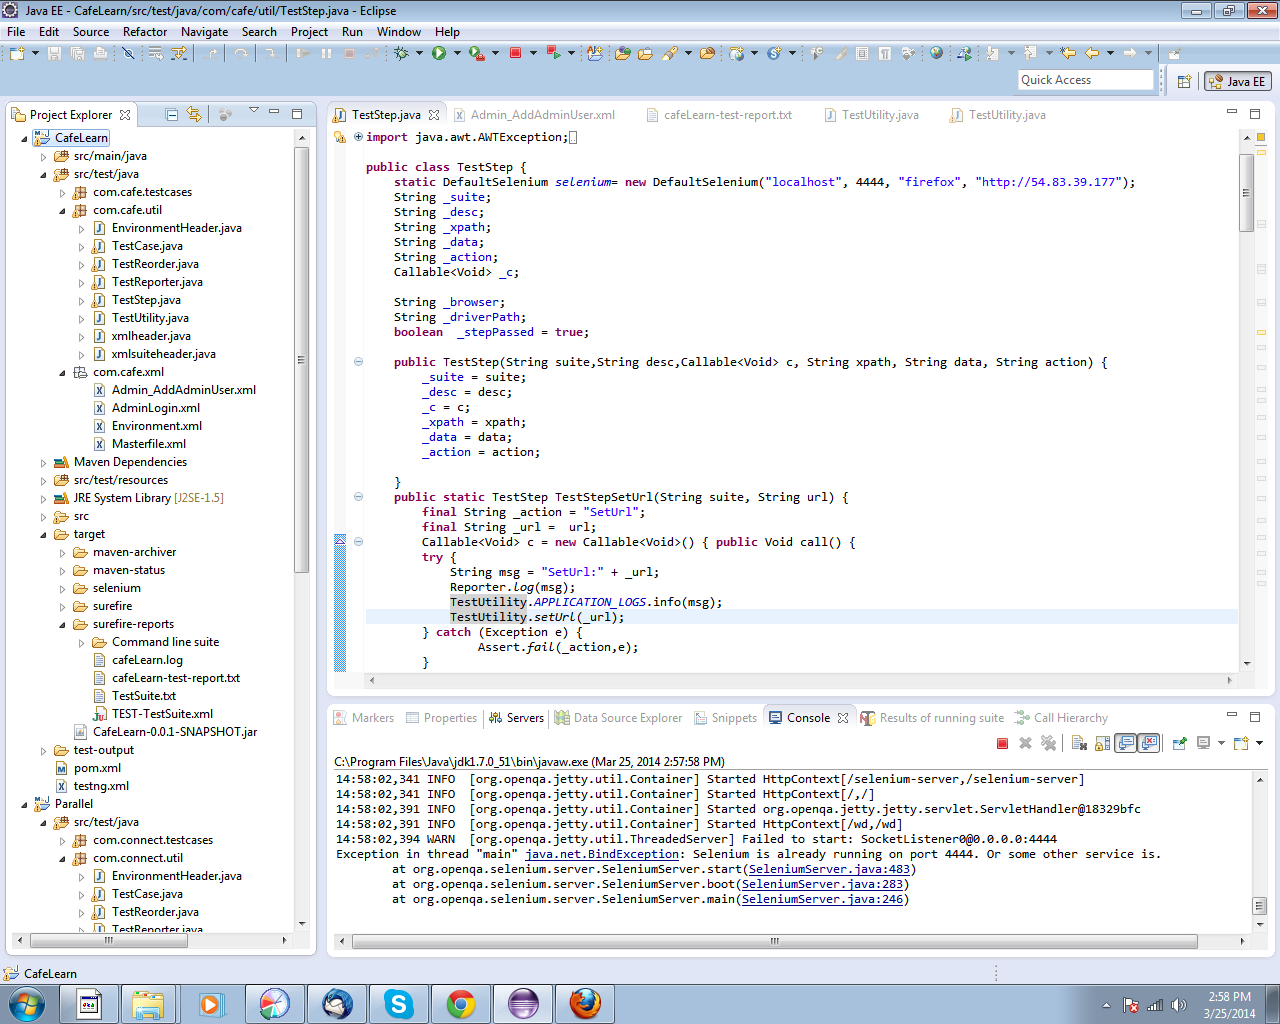 Java EE - CafeLearn/src/test/java/com/cafe/util/TestStep.java - Eclipse
File Edit Source Refactor Navigate Search Project Run Window Help
Quick Access
Java EE
Project Explorer
CafeLearn
src/main/java
src/test/java
com.cafe.testcases
com.cafe.util
EnvironmentHeader.java
TestCase.java
TestReorder.java
TestReporter.java
TestStep.java
TestUtility.java
xmlheader.java
xmlsuiteheader.java
com.cafe.xml
Admin_AddAdminUser.xml
AdminLogin.xml
Environment.xml
Masterfile.xml
Maven Dependencies
src/test/resources
JRE System Library [J2SE-1.5]
src
target
maven-archiver
maven-status
selenium
surefire
surefire-reports
Command line suite
cafeLearn.log
cafeLearn-test-report.txt
TestSuite.txt
TEST-TestSuite.xml
CafeLearn-0.0.1-SNAPSHOT.jar
test-output
pom.xml
testng.xml
Parallel
src/test/java
com.connect.testcases
com.connect.util
EnvironmentHeader.java
TestCase.java
TestReorder.java
TestReporter.java
TestStep.java Admin_AddAdminUser.xml cafeLearn-test-report.txt TestUtility.java TestUtility.java
import java.awt.AWTException;
public class TestStep {
static DefaultSelenium selenium= new DefaultSelenium("localhost", 4444, "firefox", "http://54.83.39.177");
String _suite;
String _desc;
String _xpath;
String _data;
String _action;
Callable<Void> _c;
String _browser;
String _driverPath;
boolean _stepPassed = true;
public TestStep(String suite,String desc,Callable<Void> c, String xpath, String data, String action) {
_suite = suite;
_desc = desc;
_c = c;
_xpath = xpath;
_data = data;
_action = action;
}
public static TestStep TestStepSetUrl(String suite, String url) {
final String _action = "SetUrl";
final String _url = url;
Callable<Void> c = new Callable<Void>() { public Void call() {
try {
String msg = "SetUrl:" + _url;
Reporter.log(msg);
TestUtility.APPLICATION_LOGS.info(msg);
TestUtility.setUrl(_url);
} catch (Exception e) {
Assert.fail(_action,e);
}
Markers Properties Servers Data Source Explorer Snippets Console Results of running suite Call Hierarchy
C:\Program Files\Java\jdk1.7.0_51\bin\javaw.exe (Mar 25, 2014 2:57:58 PM)
14:58:02,341 INFO [org.openqa.jetty.util.Container] Started HttpContext[/selenium-server,/selenium-server]
14:58:02,341 INFO [org.openqa.jetty.util.Container] Started HttpContext[/,/]
14:58:02,391 INFO [org.openqa.jetty.util.Container] Started org.openqa.jetty.jetty.servlet.ServletHandler@18329bfc
14:58:02,391 INFO [org.openqa.jetty.util.Container] Started HttpContext[/wd,/wd]
14:58:02,394 WARN [org.openqa.jetty.util.ThreadedServer] Failed to start: SocketListener0@0.0.0.0:4444
Exception in thread "main" java.net.BindException: Selenium is already running on port 4444. Or some other service is.
at org.openqa.selenium.server.SeleniumServer.start(SeleniumServer.java:483)
at org.openqa.selenium.server.SeleniumServer.boot(SeleniumServer.java:283)
at org.openqa.selenium.server.SeleniumServer.main(SeleniumServer.java:246)
CafeLearn
2:58 PM
3/25/2014